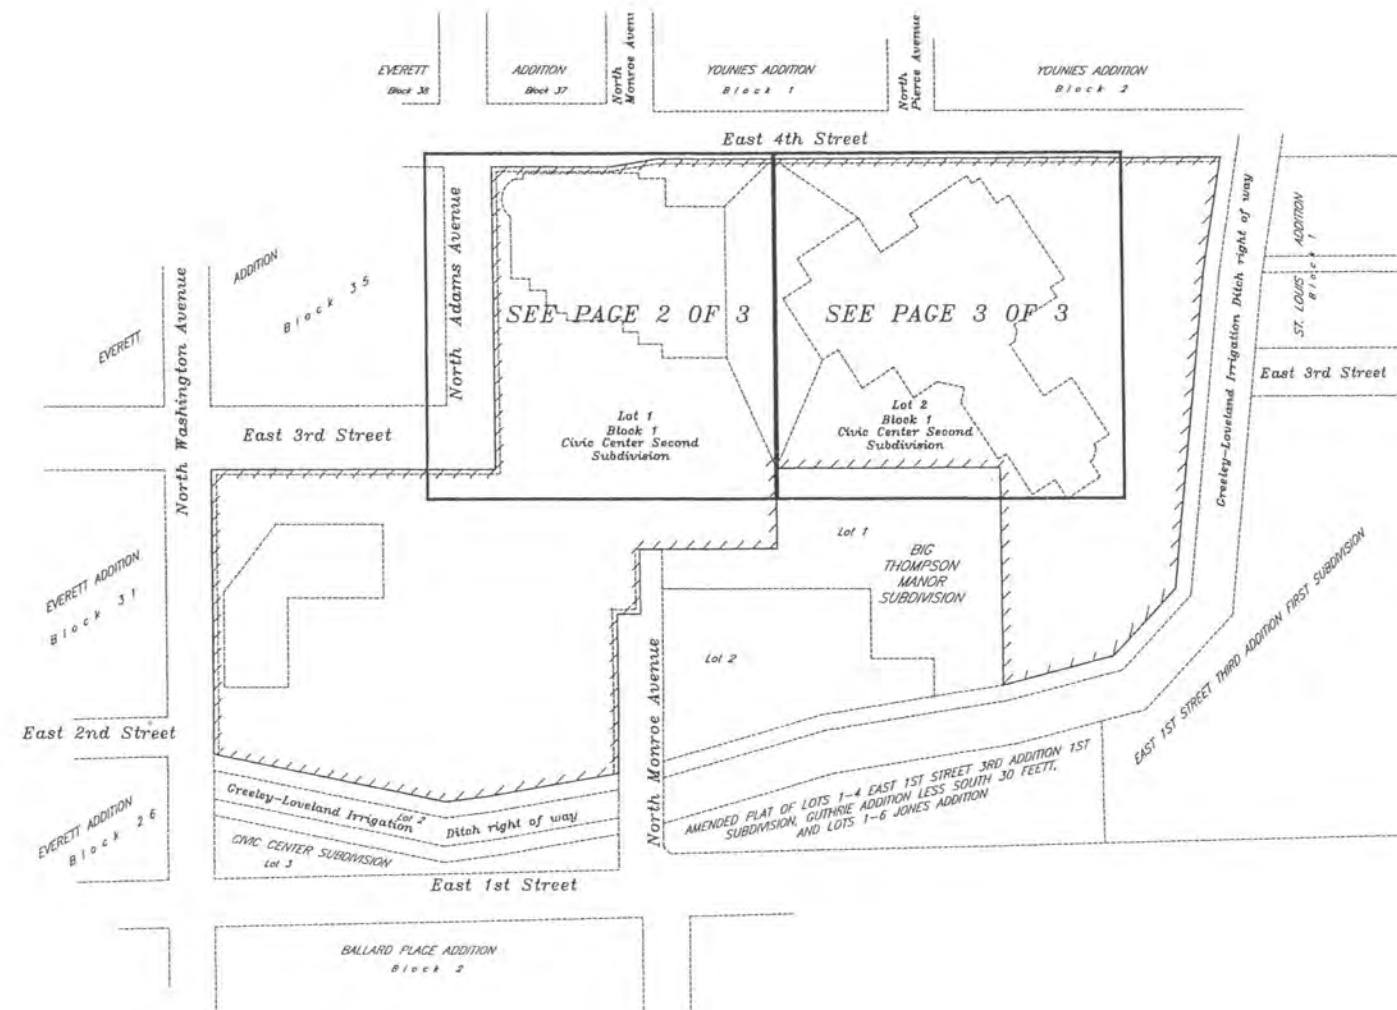 EVERETT
Block 38
ADDITION
Block 37
North
Monroe Avenu
YOUNIE'S ADDITION
Block 1
North
Pierce Avenue
YOUNIE'S ADDITION
Block 2
East 4th Street
North Adams Avenue
North Washington Avenue
EVERETT
ADDITION
Block 35
SEE PAGE 2 OF 3
SEE PAGE 3 OF 3
Greeley-Loveland Irrigation Ditch right of way
ST. LOUIS ADDITION
Block 1
East 3rd Street
East 3rd Street
Lot 1
Block 1
Civic Center Second
Subdivision
Lot 2
Block 1
Civic Center Second
Subdivision
Lot 1
BIG
THOMPSON
MANOR
SUBDIVISION
EVERETT ADDITION
Block 31
Lot 2
North Monroe Avenue
EAST 1ST STREET THIRD ADDITION FIRST SUBDIVISION
East 2nd Street
AMENDED PLAT OF LOTS 1-4 EAST 1ST STREET 3RD ADDITION 1ST
SUBDIVISION, GUTHRIE ADDITION LESS SOUTH 30 FEETT,
AND LOTS 1-6 JONES ADDITION
Greeley-Loveland Irrigation
Lot 2
Ditch right of way
EVERETT ADDITION
Block 26
CIVIC CENTER SUBDIVISION
Lot 3
East 1st Street
BALLARD PLACE ADDITION
Block 2